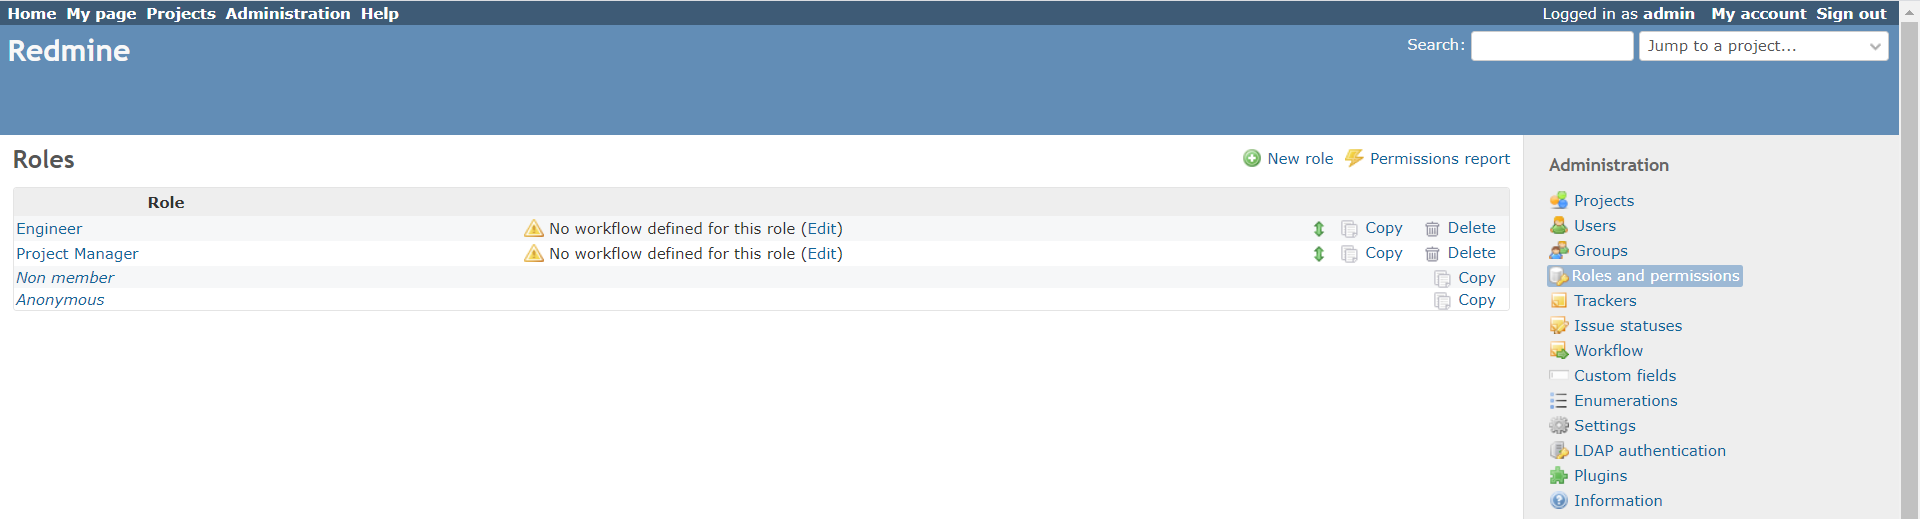 Home My page Projects Administration Help Logged in as admin My account Sign out
Redmine Search: Jump to a project...
Roles New role Permissions report
Role
Engineer No workflow defined for this role (Edit) Copy Delete
Project Manager No workflow defined for this role (Edit) Copy Delete
Non member Copy
Anonymous Copy
Administration
Projects
Users
Groups
Roles and permissions
Trackers
Issue statuses
Workflow
Custom fields
Enumerations
Settings
LDAP authentication
Plugins
Information